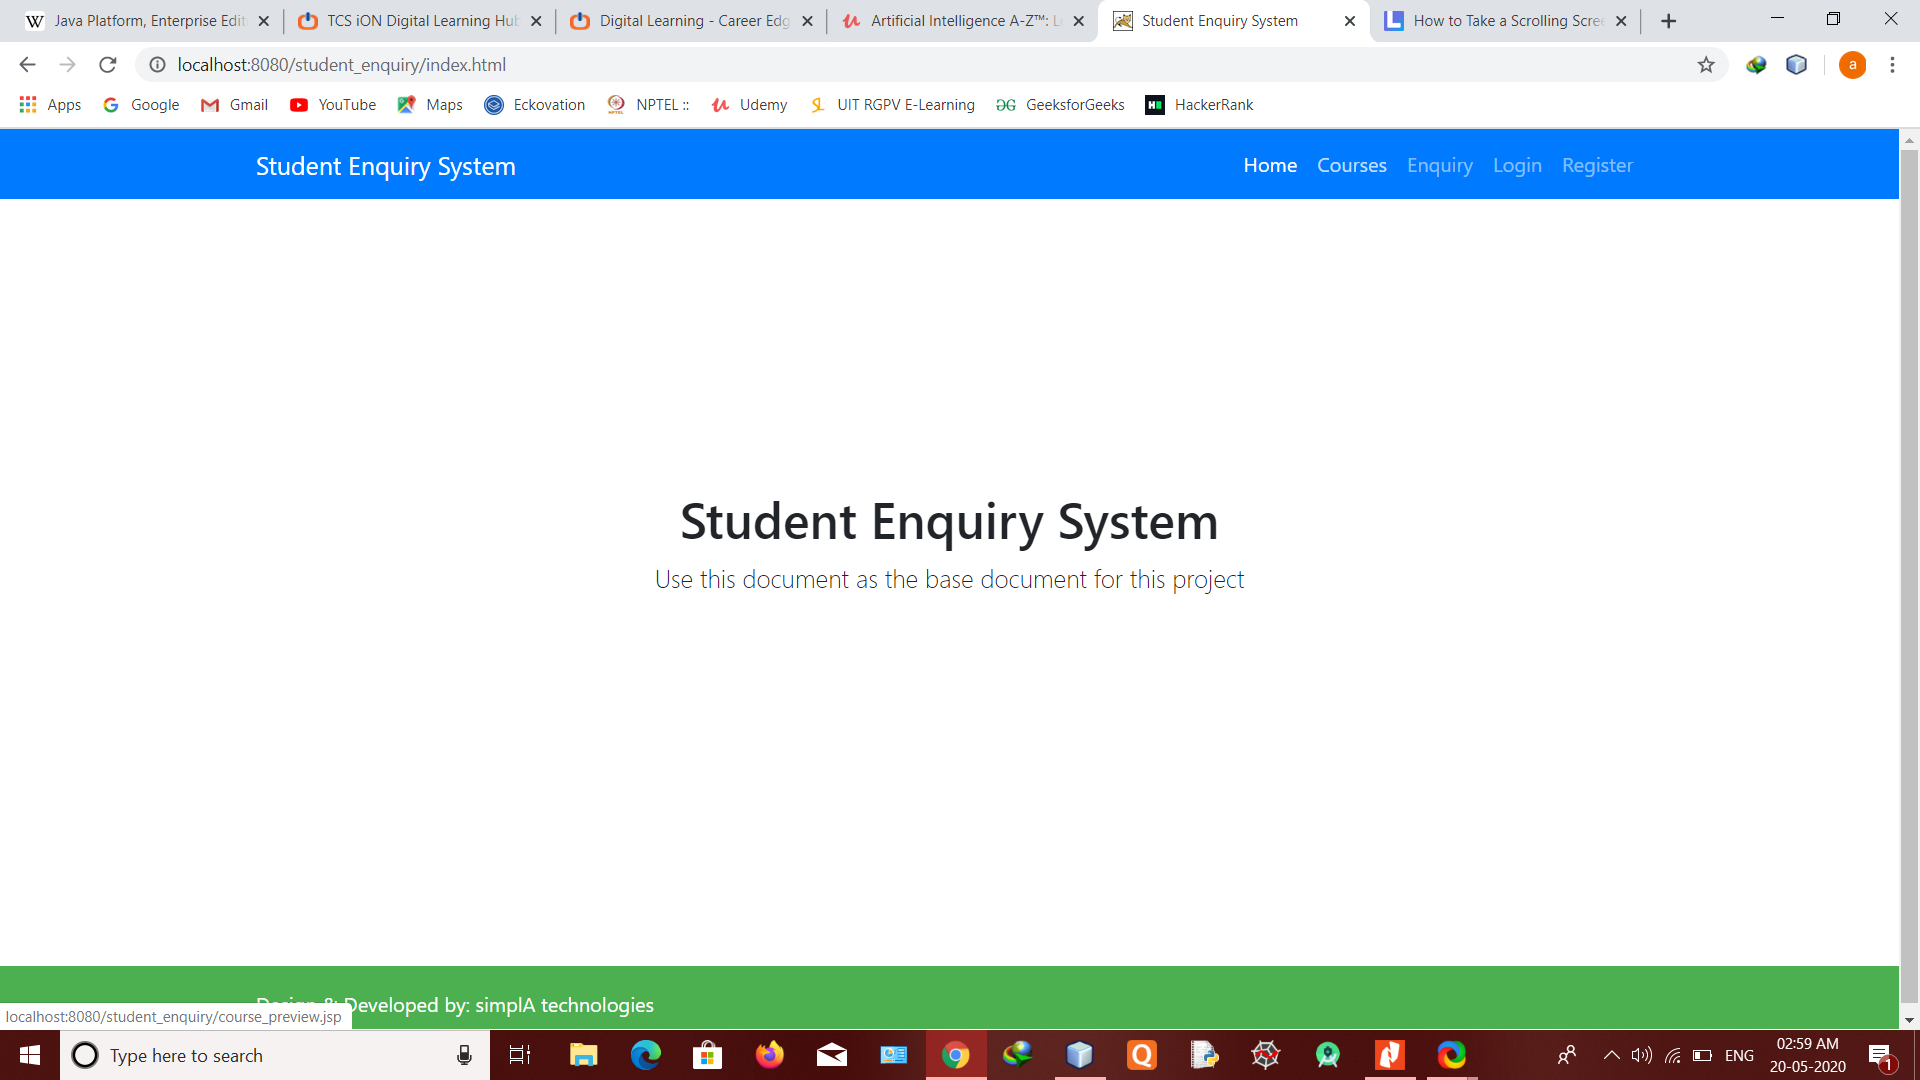 Java Platform, Enterprise Edit
TCS iON Digital Learning Hub
Digital Learning - Career Edg
Artificial Intelligence A-Z™: L
Student Enquiry System
How to Take a Scrolling Scree
localhost:8080/student_enquiry/index.html
a
Apps
Google
Gmail
YouTube
Maps
Eckovation
NPTEL ::
Udemy
UIT RGPV E-Learning
GeeksforGeeks
HackerRank
Student Enquiry System
Home Courses Enquiry Login Register
Student Enquiry System
Use this document as the base document for this project
Design & Developed by: simplA technologies
localhost:8080/student_enquiry/course_preview.jsp
Type here to search
ENG
02:59 AM
20-05-2020
1